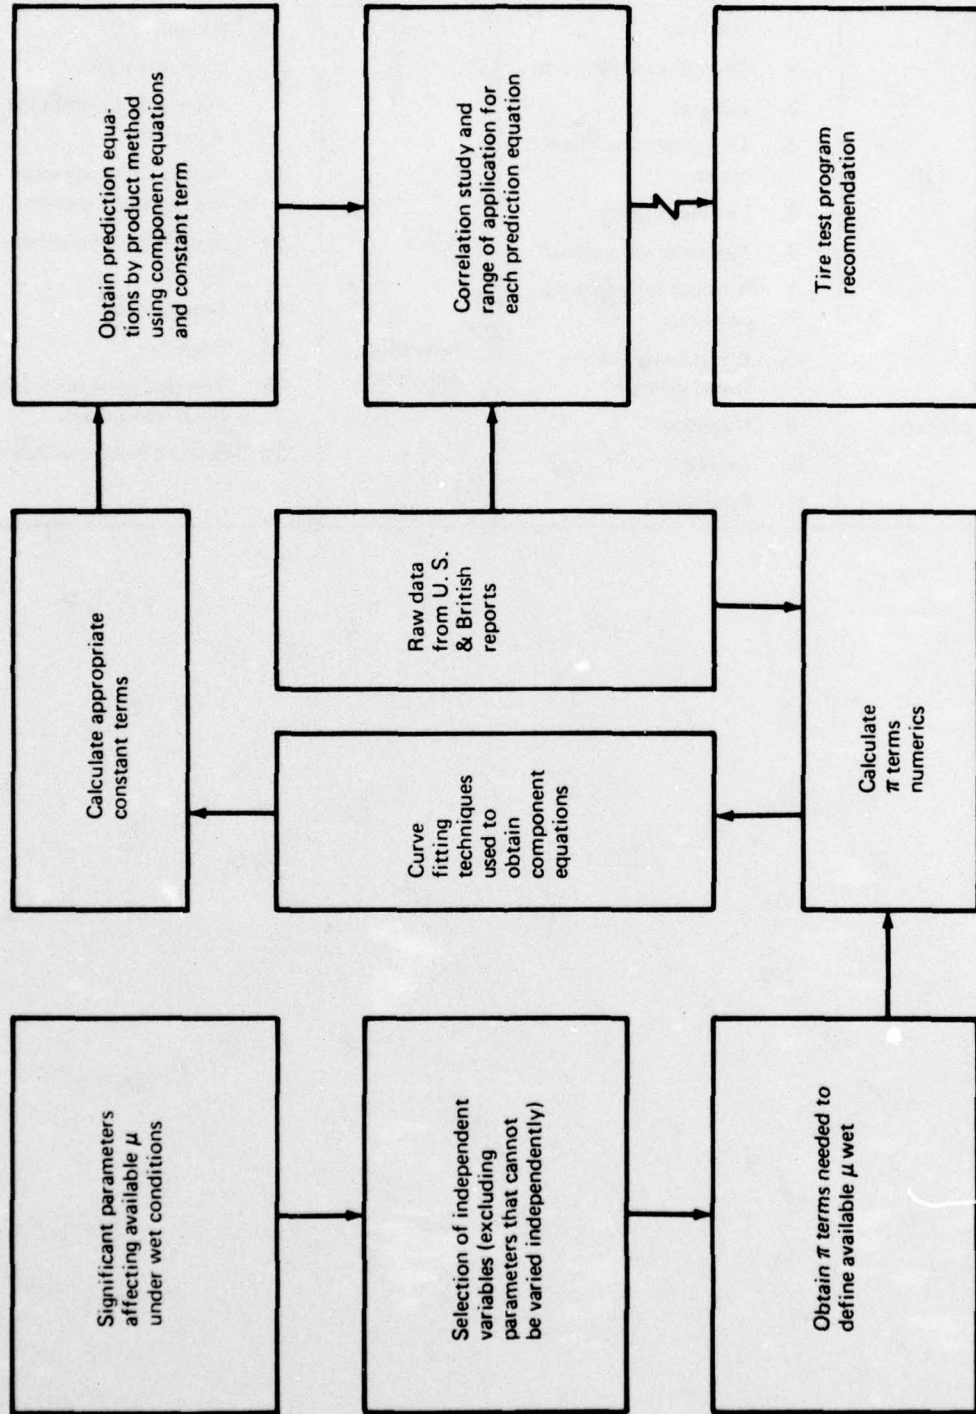 Significant parameters
affecting available μ
under wet conditions
Selection of independent
variables (excluding
parameters that cannot
be varied independently)
Obtain π terms needed to
define available μ wet
Calculate
π terms
numerics
Curve
fitting
techniques
used to
obtain
component
equations
Raw data
from U. S.
& British
reports
Calculate appropriate
constant terms
Obtain prediction equa-
tions by product method
using component equations
and constant term
Correlation study and
range of application for
each prediction equation
Tire test program
recommendation